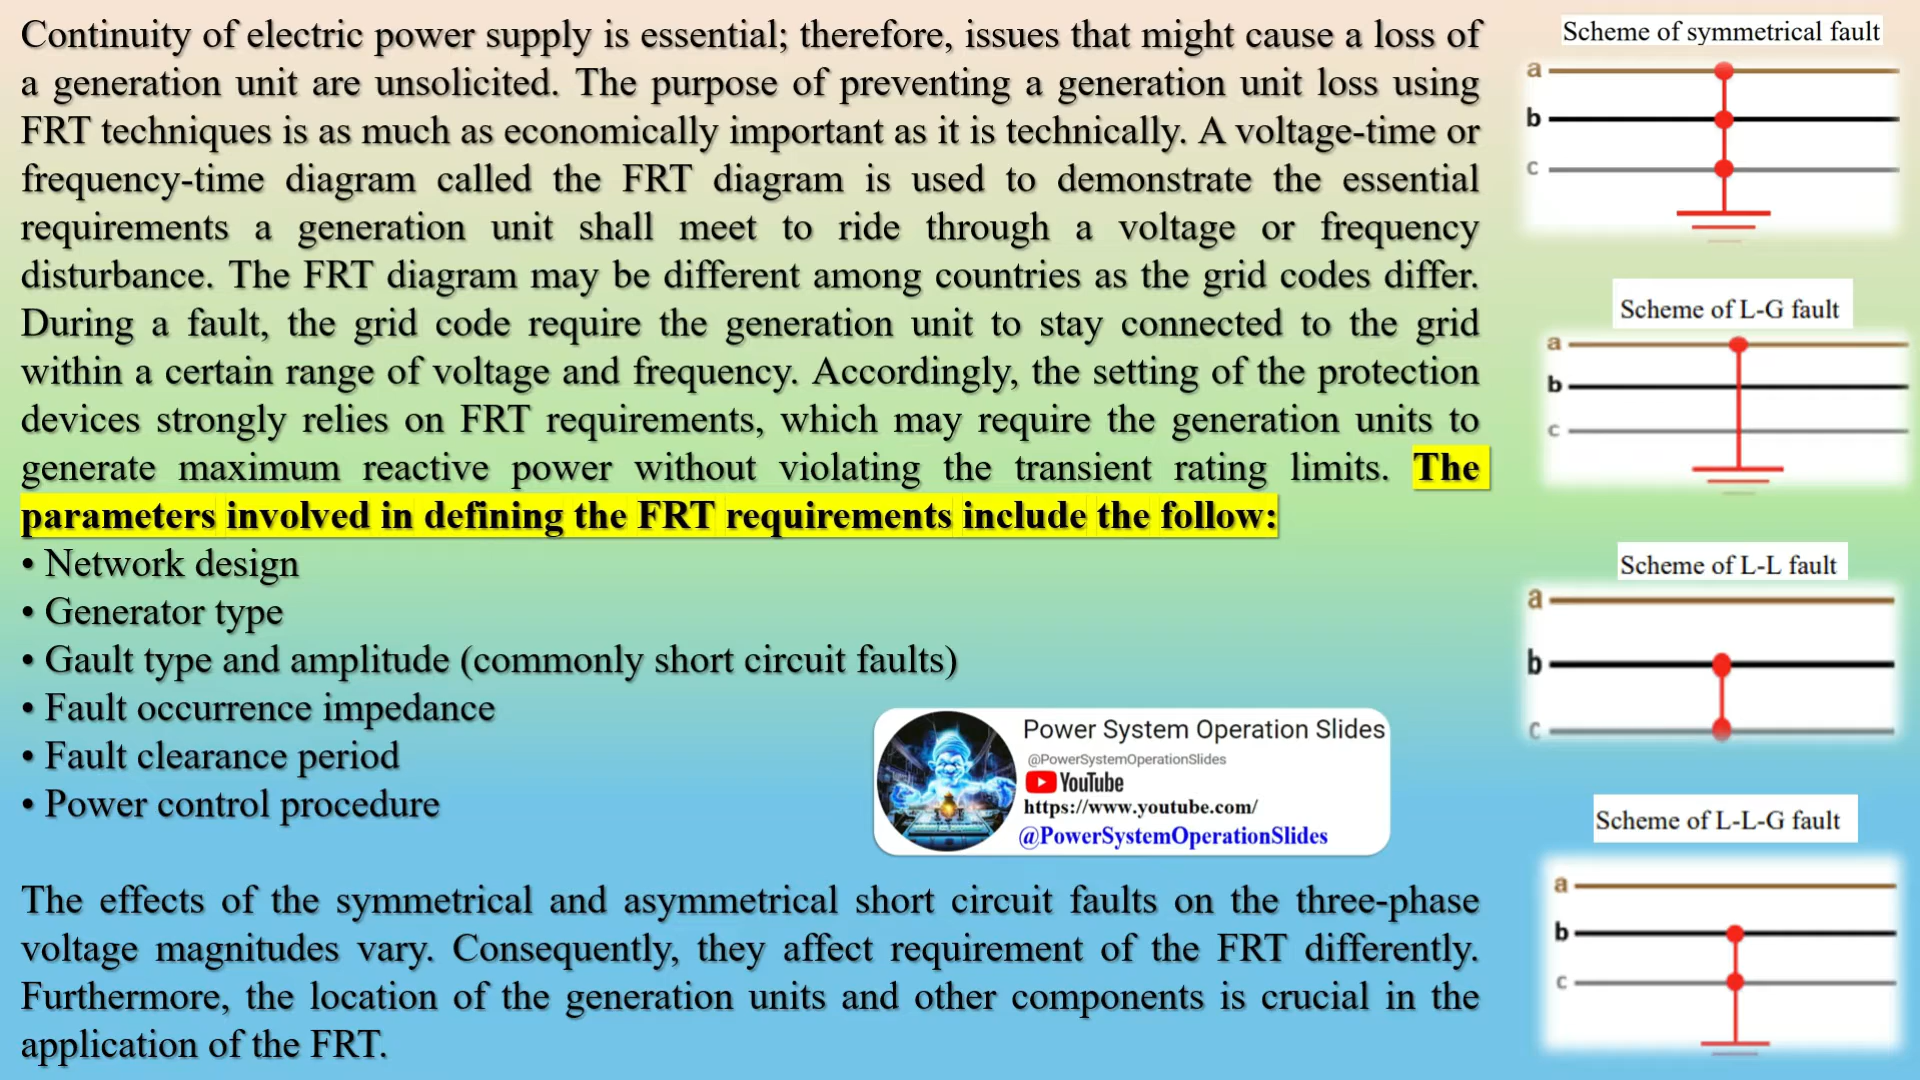 Continuity of electric power supply is essential; therefore, issues that might cause a loss of
a generation unit are unsolicited. The purpose of preventing a generation unit loss using
FRT techniques is as much as economically important as it is technically. A voltage-time or
frequency-time diagram called the FRT diagram is used to demonstrate the essential
requirements a generation unit shall meet to ride through a voltage or frequency
disturbance. The FRT diagram may be different among countries as the grid codes differ.
During a fault, the grid code require the generation unit to stay connected to the grid
within a certain range of voltage and frequency. Accordingly, the setting of the protection
devices strongly relies on FRT requirements, which may require the generation units to
generate maximum reactive power without violating the transient rating limits. The
parameters involved in defining the FRT requirements include the follow:
• Network design
• Generator type
• Gault type and amplitude (commonly short circuit faults)
• Fault occurrence impedance
• Fault clearance period
• Power control procedure
Power System Operation Slides
@PowerSystemOperationSlides
YouTube
https://www.youtube.com/
@PowerSystemOperationSlides
The effects of the symmetrical and asymmetrical short circuit faults on the three-phase
voltage magnitudes vary. Consequently, they affect requirement of the FRT differently.
Furthermore, the location of the generation units and other components is crucial in the
application of the FRT.
Scheme of symmetrical fault
a
b
c
Scheme of L-G fault
a
b
c
Scheme of L-L fault
a
b
c
Scheme of L-L-G fault
a
b
c